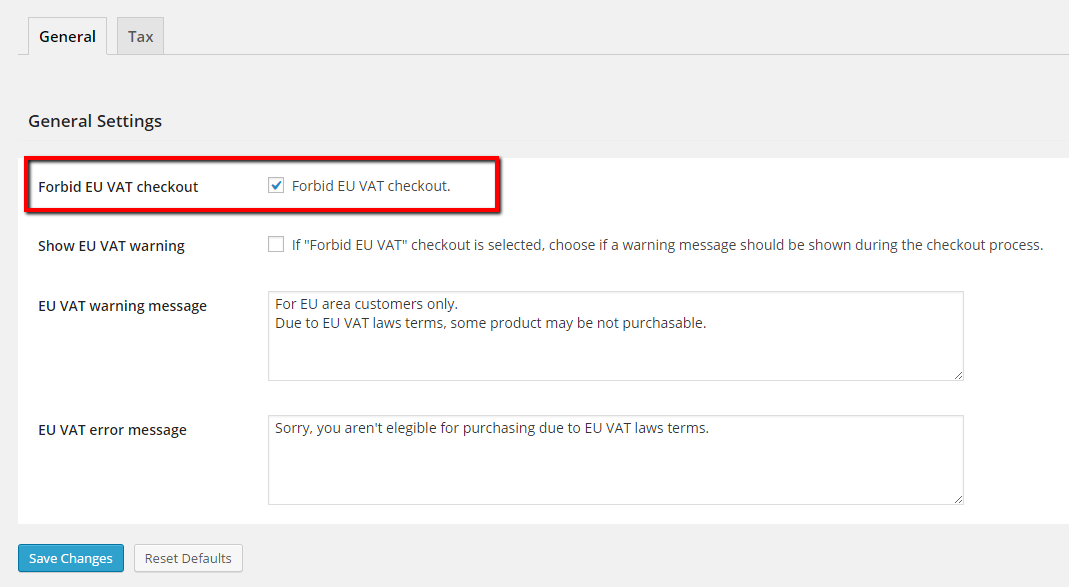 General
Tax
General Settings
Forbid EU VAT checkout
Forbid EU VAT checkout.
Show EU VAT warning
If "Forbid EU VAT" checkout is selected, choose if a warning message should be shown during the checkout process.
EU VAT warning message
For EU area customers only.
Due to EU VAT laws terms, some product may be not purchasable.
EU VAT error message
Sorry, you aren't elegible for purchasing due to EU VAT laws terms.
Save Changes
Reset Defaults